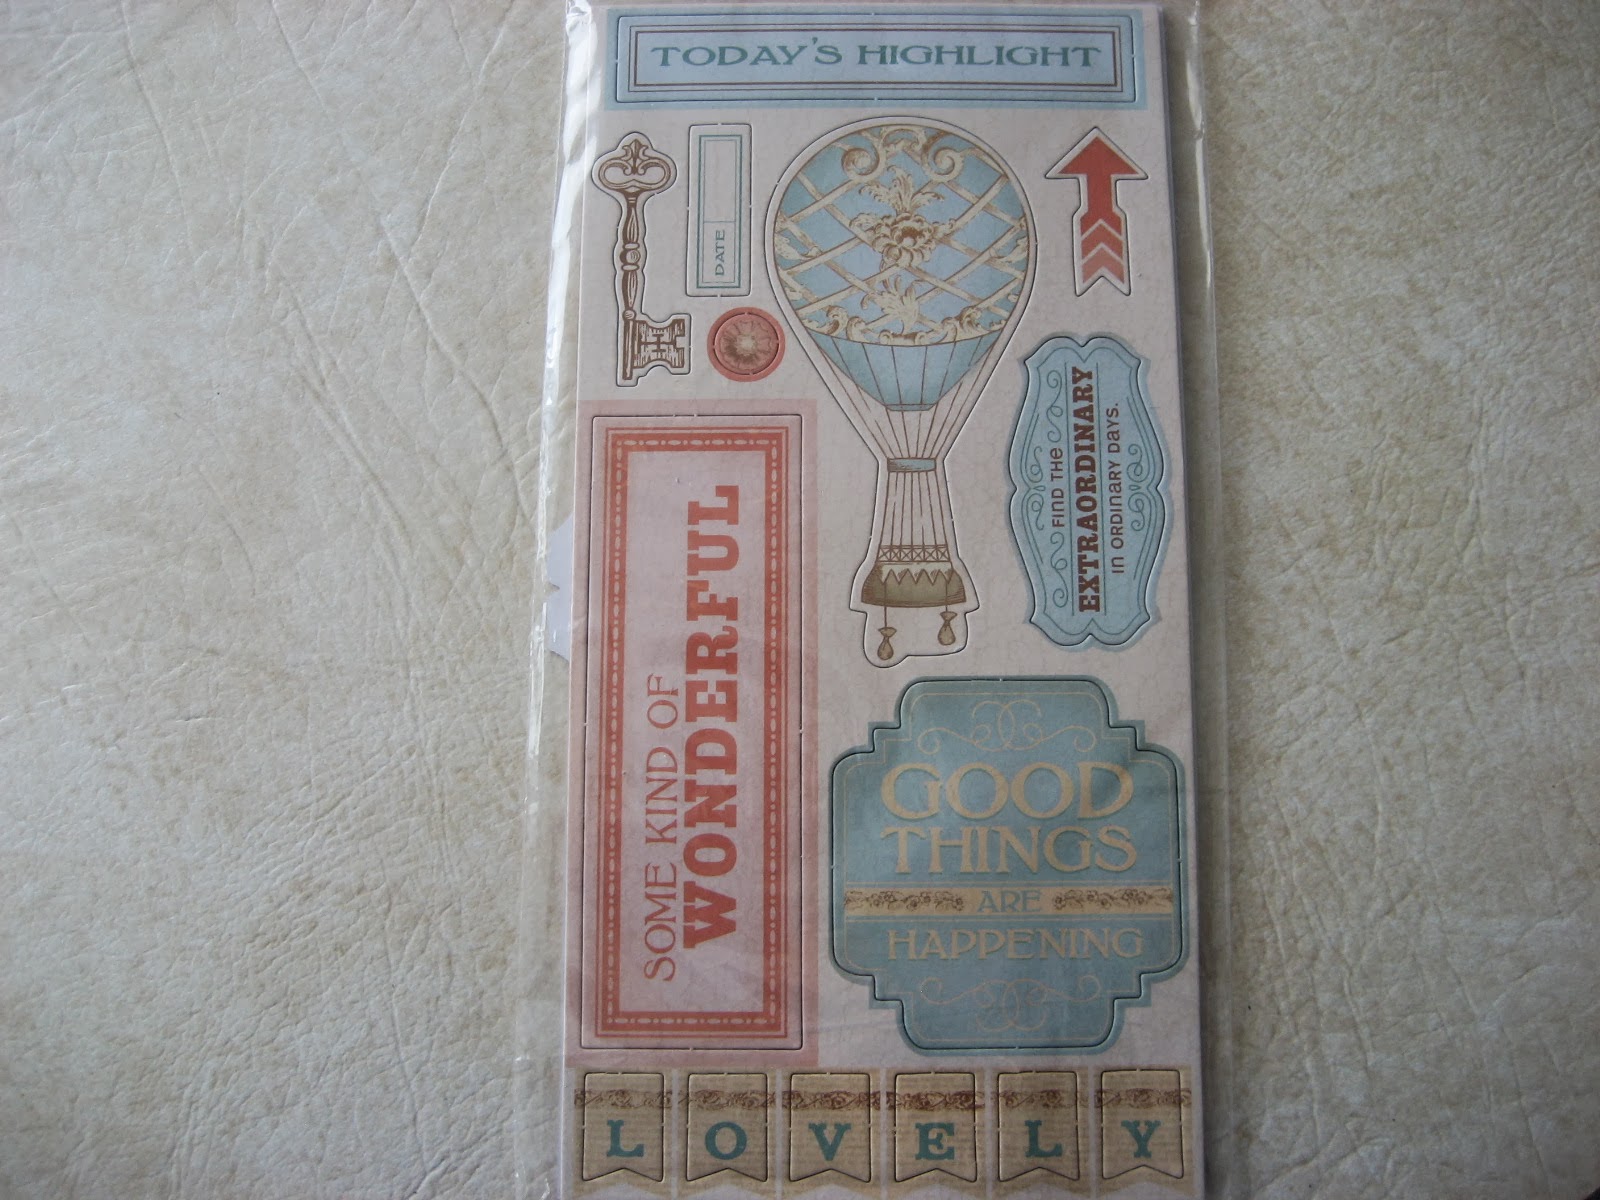 TODAY'S HIGHLIGHT
DATE
FIND THE
EXTRAORDINARY
IN ORDINARY DAYS.
SOME KIND OF
WONDERFUL
GOOD
THINGS
ARE
HAPPENING
LOVELY